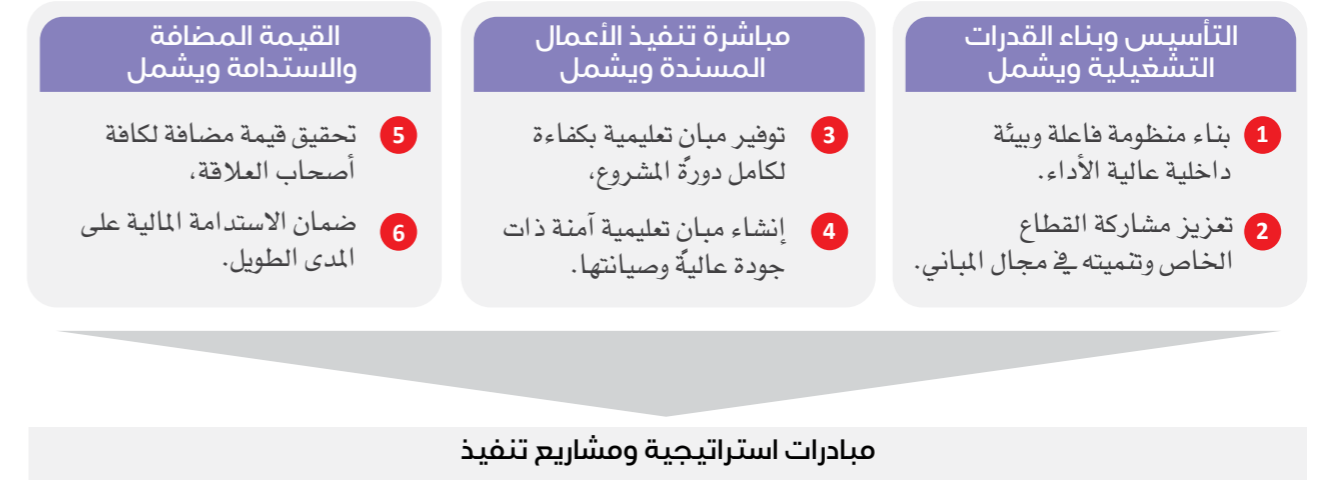 التأسيس وبناء القدرات
التشغيلية ويشمل
1 بناء منظومة فاعلة وبيئة
داخلية عالية الأداء.
2 تعزيز مشاركة القطاع
الخاص وتنميته في مجال المباني.
مباشرة تنفيذ الأعمال
المسندة ويشمل
3 توفير مبان تعليمية بكفاءة
لكامل دورة المشروع،
4 إنشاء مبانٍ تعليمية آمنة ذات
جودة عالية وصيانتها.
القيمة المضافة
والاستدامة ويشمل
5 تحقيق قيمة مضافة لكافة
أصحاب العلاقة،
6 ضمان الاستدامة المالية على
المدى الطويل.
مبادرات استراتيجية ومشاريع تنفيذ